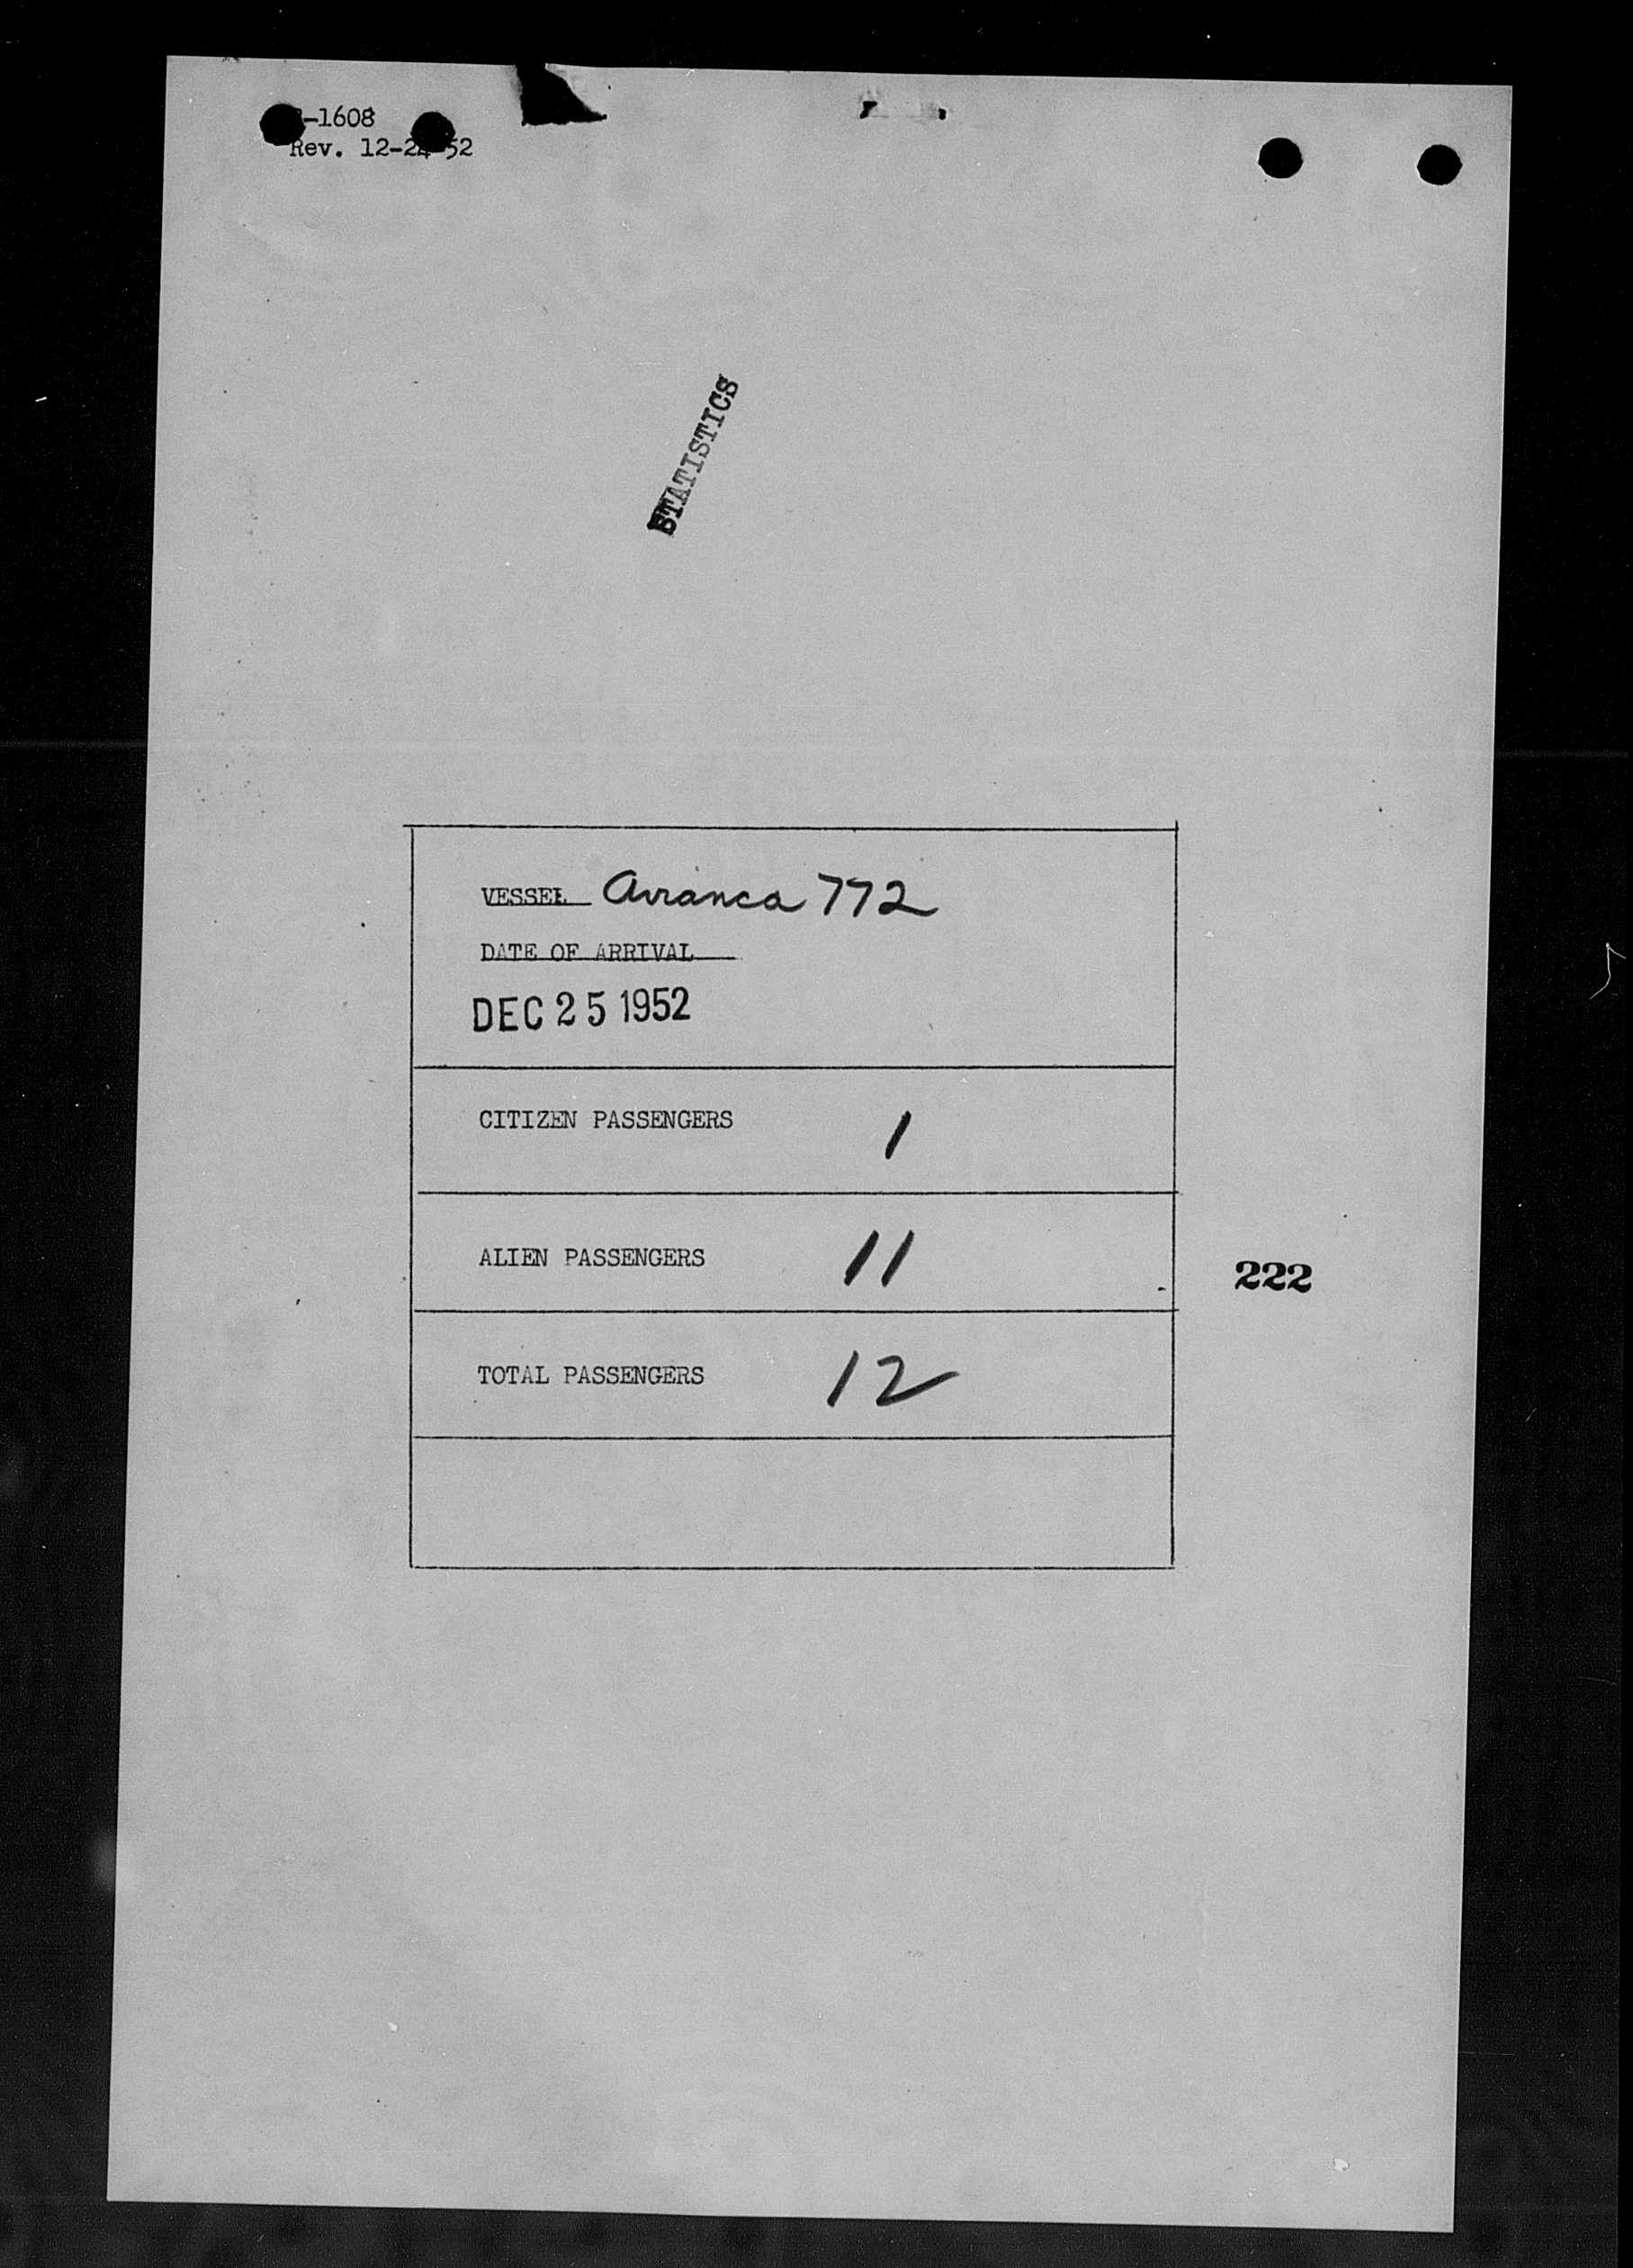 -1608
Rev. 12-24-52
STATISTICS
VESSEL Avianca 772
DATE OF ARRIVAL
DEC 25 1952
CITIZEN PASSENGERS 1
ALIEN PASSENGERS 11
222
TOTAL PASSENGERS 12